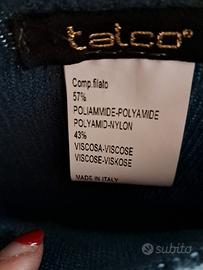 talco®
Comp.filato
57%
POLIAMMIDE-POLYAMIDE
POLYAMID-NYLON
43%
VISCOSA-VISCOSE
VISCOSE-VISKOSE
MADE IN ITALY
subito